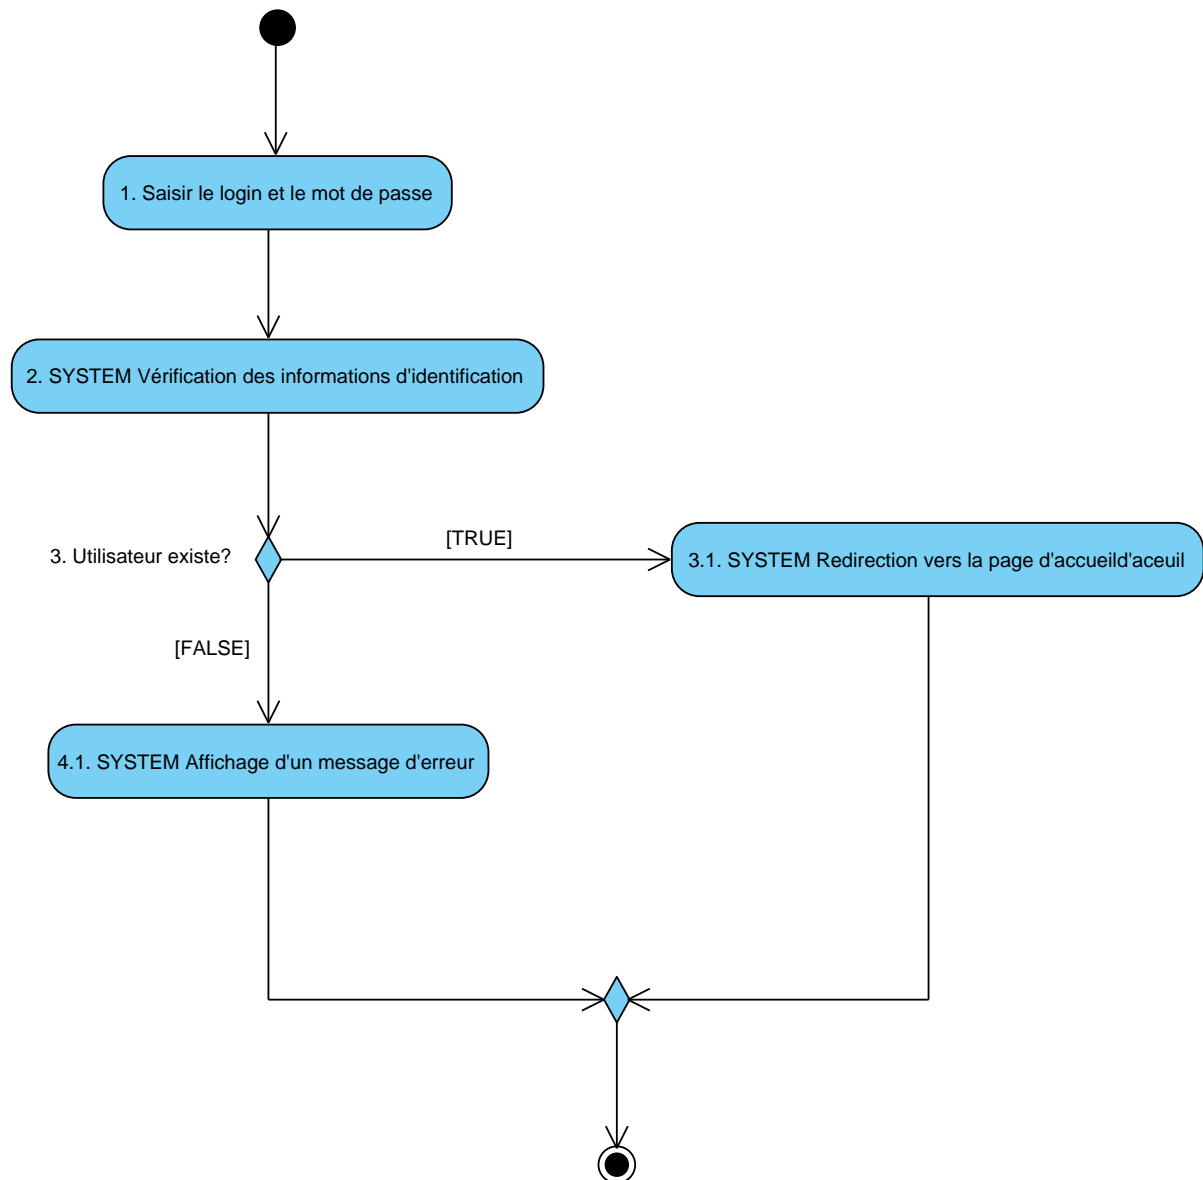 1. Saisir le login et le mot de passe
2. SYSTEM Vérification des informations d'identification
3. Utilisateur existe?
[TRUE]
3.1. SYSTEM Redirection vers la page d'accueild'aceuil
[FALSE]
4.1. SYSTEM Affichage d'un message d'erreur